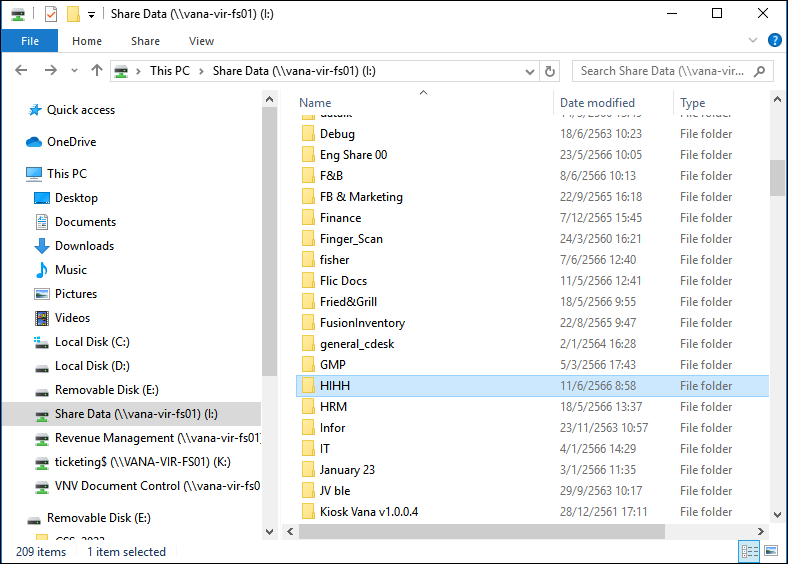 Share Data (\\vana-vir-fs01) (I:)
File Home Share View
This PC Share Data (\\vana-vir-fs01) (I:) Search Share Data (\\vana-vir...
Quick access
OneDrive
This PC
Desktop
Documents
Downloads
Music
Pictures
Videos
Local Disk (C:)
Local Disk (D:)
Removable Disk (E:)
Share Data (\\vana-vir-fs01) (I:)
Revenue Management (\\vana-vir-fs01)
ticketing$ (\\VANA-VIR-FS01) (K:)
VNV Document Control (\\vana-vir-fs0
Removable Disk (E:)
Name Date modified Type
Debug 18/6/2563 10:23 File folder
Eng Share 00 23/5/2566 10:05 File folder
F&B 8/6/2566 10:13 File folder
FB & Marketing 22/9/2565 16:18 File folder
Finance 7/12/2565 15:45 File folder
Finger_Scan 24/3/2560 16:21 File folder
fisher 7/6/2566 12:40 File folder
Flic Docs 11/5/2566 12:41 File folder
Fried&Grill 18/5/2566 9:55 File folder
FusionInventory 22/8/2565 9:47 File folder
general_cdesk 2/1/2564 16:28 File folder
GMP 5/3/2566 17:43 File folder
HIHH 11/6/2566 8:58 File folder
HRM 18/5/2566 13:37 File folder
Infor 23/11/2563 10:57 File folder
IT 4/1/2566 14:29 File folder
January 23 3/1/2566 11:35 File folder
JV ble 29/9/2563 10:17 File folder
Kiosk Vana v1.0.0.4 28/12/2561 17:11 File folder
209 items 1 item selected